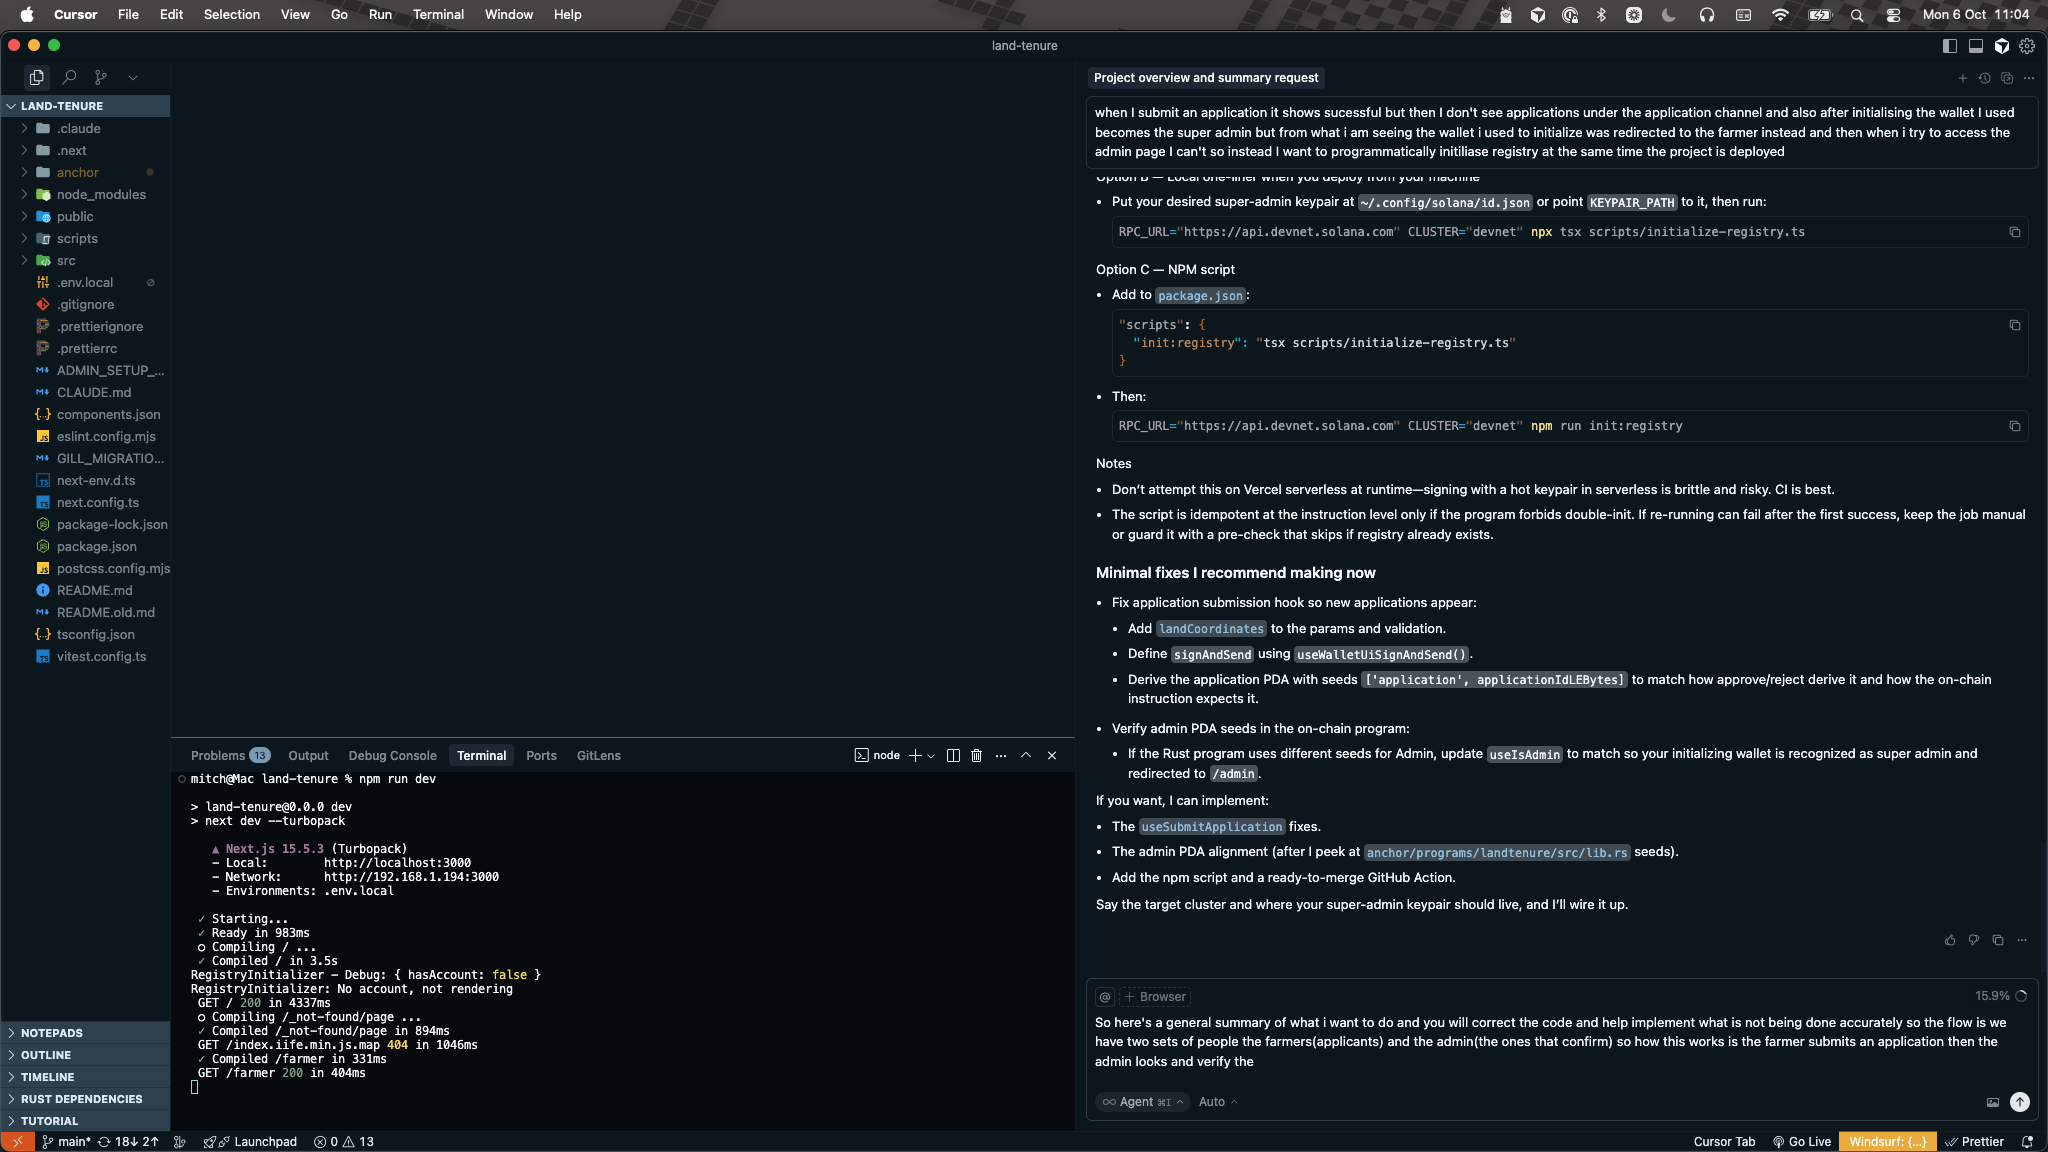 Cursor File Edit Selection View Go Run Terminal Window Help
Mon 6 Oct 11:04
land-tenure
LAND-TENURE
.claude
.next
anchor
node_modules
public
scripts
src
.env.local
.gitignore
.prettierignore
.prettierrc
ADMIN_SETUP_...
CLAUDE.md
components.json
eslint.config.mjs
GILL_MIGRATIO...
next-env.d.ts
next.config.ts
package-lock.json
package.json
postcss.config.mjs
README.md
README.old.md
tsconfig.json
vitest.config.ts
NOTEPADS
OUTLINE
TIMELINE
RUST DEPENDENCIES
TUTORIAL
Problems 13 Output Debug Console Terminal Ports GitLens
node
mitch@Mac land-tenure % npm run dev
> land-tenure@0.0.0 dev
> next dev --turbopack
▲ Next.js 15.5.3 (Turbopack)
- Local: http://localhost:3000
- Network: http://192.168.1.194:3000
- Environments: .env.local
✓ Starting...
✓ Ready in 983ms
○ Compiling / ...
✓ Compiled / in 3.5s
RegistryInitializer - Debug: { hasAccount: false }
RegistryInitializer: No account, not rendering
GET / 200 in 4337ms
○ Compiling /_not-found/page ...
✓ Compiled /_not-found/page in 894ms
GET /index.iife.min.js.map 404 in 1046ms
✓ Compiled /farmer in 331ms
GET /farmer 200 in 404ms
Project overview and summary request
when I submit an application it shows sucessful but then I don't see applications under the application channel and also after initialising the wallet I used
becomes the super admin but from what i am seeing the wallet i used to initialize was redirected to the farmer instead and then when i try to access the
admin page I can't so instead I want to programmatically initiliase registry at the same time the project is deployed
Option B — Local one-liner when you deploy from your machine
• Put your desired super-admin keypair at ~/.config/solana/id.json or point KEYPAIR_PATH to it, then run:
RPC_URL="https://api.devnet.solana.com" CLUSTER="devnet" npx tsx scripts/initialize-registry.ts
Option C — NPM script
• Add to package.json:
"scripts": {
"init:registry": "tsx scripts/initialize-registry.ts"
}
• Then:
RPC_URL="https://api.devnet.solana.com" CLUSTER="devnet" npm run init:registry
Notes
• Don't attempt this on Vercel serverless at runtime—signing with a hot keypair in serverless is brittle and risky. CI is best.
• The script is idempotent at the instruction level only if the program forbids double-init. If re-running can fail after the first success, keep the job manual
or guard it with a pre-check that skips if registry already exists.
Minimal fixes I recommend making now
• Fix application submission hook so new applications appear:
• Add landCoordinates to the params and validation.
• Define signAndSend using useWalletUiSignAndSend().
• Derive the application PDA with seeds ['application', applicationIdLEBytes] to match how approve/reject derive it and how the on-chain
instruction expects it.
• Verify admin PDA seeds in the on-chain program:
• If the Rust program uses different seeds for Admin, update useIsAdmin to match so your initializing wallet is recognized as super admin and
redirected to /admin.
If you want, I can implement:
• The useSubmitApplication fixes.
• The admin PDA alignment (after I peek at anchor/programs/landtenure/src/lib.rs seeds).
• Add the npm script and a ready-to-merge GitHub Action.
Say the target cluster and where your super-admin keypair should live, and I'll wire it up.
@ + Browser
15.9%
So here's a general summary of what i want to do and you will correct the code and help implement what is not being done accurately so the flow is we
have two sets of people the farmers(applicants) and the admin(the ones that confirm) so how this works is the farmer submits an application then the
admin looks and verify the
∞ Agent ⌘I Auto
main* 18↓ 2↑ Launchpad 0 13
Cursor Tab Go Live Windsurf: {...} Prettier